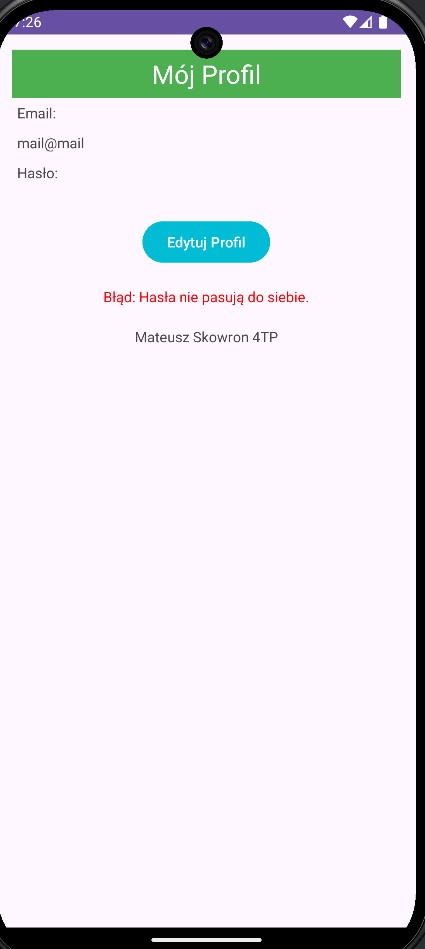 7:26
Mój Profil
Email:
mail@mail
Hasło:
Edytuj Profil
Błąd: Hasła nie pasują do siebie.
Mateusz Skowron 4TP